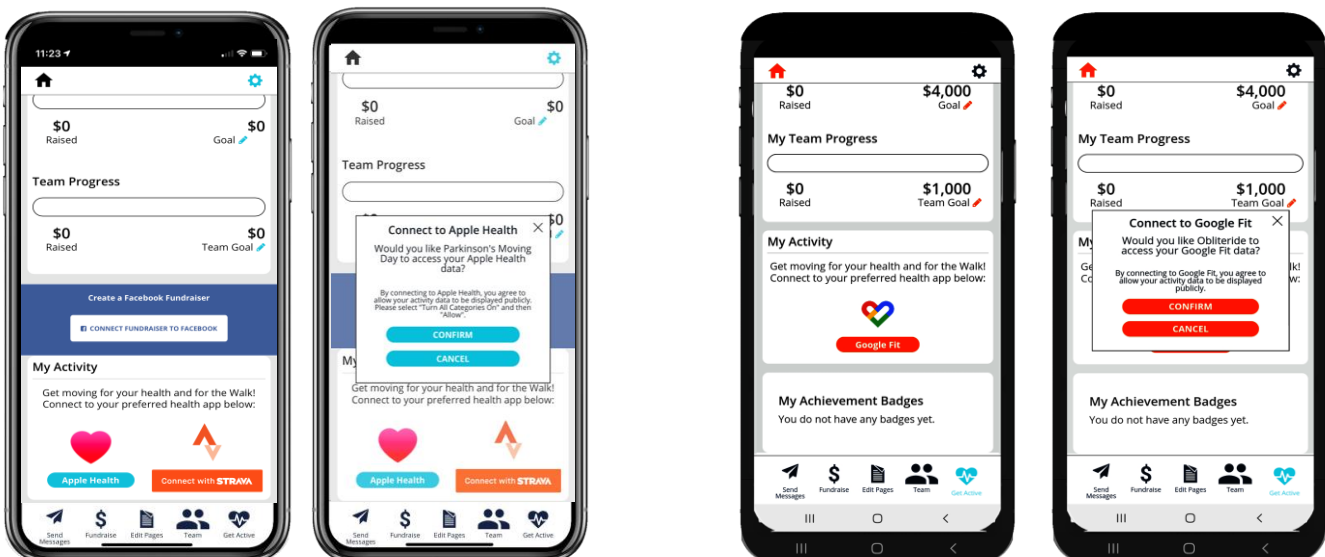 11:23
$0 $0
Raised Goal
Team Progress
$0 $0
Raised Team Goal
Create a Facebook Fundraiser
CONNECT FUNDRAISER TO FACEBOOK
My Activity
Get moving for your health and for the Walk!
Connect to your preferred health app below:
Apple Health Connect with STRAVA
Send Messages Fundraise Edit Pages Team Get Active
$0 $0
Raised Goal
Team Progress
$0
Connect to Apple Health
Would you like Parkinson's Moving
Day to access your Apple Health
data?
By connecting to Apple Health, you agree to
allow your activity data to be displayed publicly.
Please select "Turn All Categories On" and then
"Allow".
CONFIRM
CANCEL
My
Get moving for your health and for the Walk!
Connect to your preferred health app below:
Apple Health Connect with STRAVA
Send Messages Fundraise Edit Pages Team Get Active
$0 $4,000
Raised Goal
My Team Progress
$0 $1,000
Raised Team Goal
My Activity
Get moving for your health and for the Walk!
Connect to your preferred health app below:
Google Fit
My Achievement Badges
You do not have any badges yet.
Send Messages Fundraise Edit Pages Team Get Active
$0 $4,000
Raised Goal
My Team Progress
$0 $1,000
Raised Team Goal
Connect to Google Fit
Would you like Obliteride to
access your Google Fit data?
By connecting to Google Fit, you agree to
allow your activity data to be displayed
publicly.
CONFIRM
CANCEL
My Achievement Badges
You do not have any badges yet.
Send Messages Fundraise Edit Pages Team Get Active